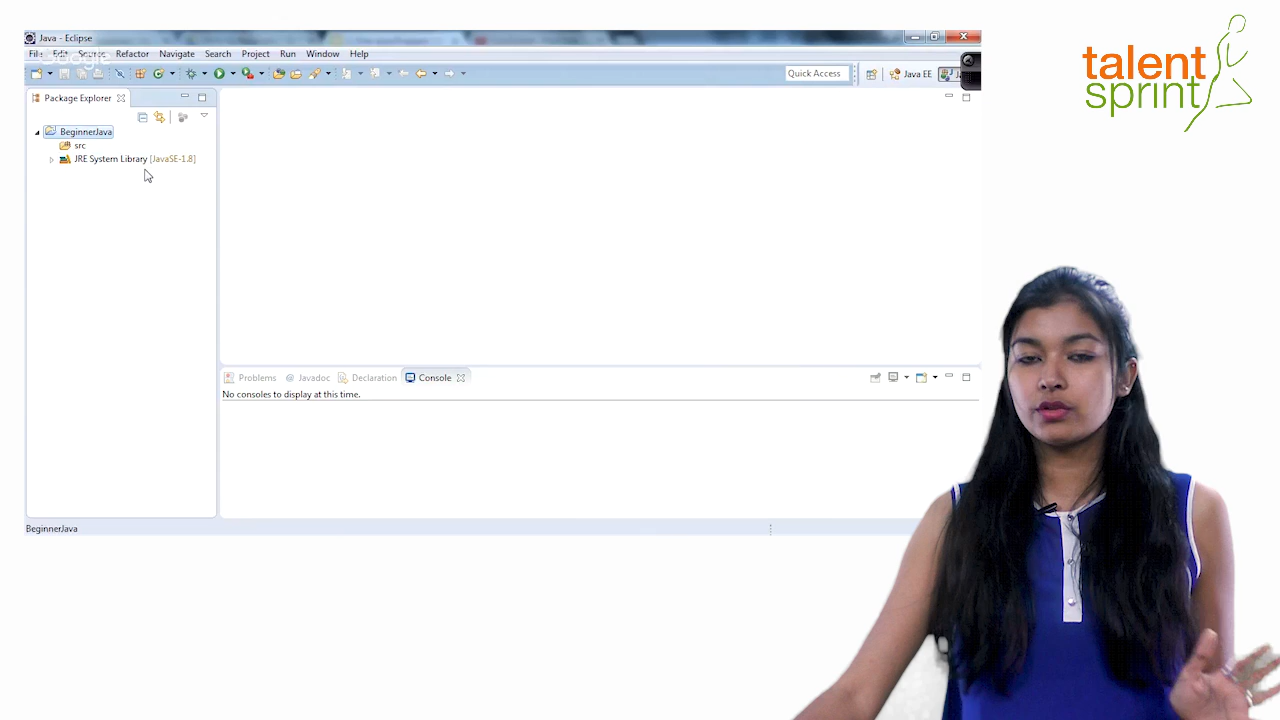 Java - Eclipse
File Edit Source Refactor Navigate Search Project Run Window Help
Google
Quick Access
Java EE
Package Explorer
BeginnerJava
src
JRE System Library [JavaSE-1.8]
Problems @ Javadoc Declaration Console
No consoles to display at this time.
BeginnerJava
talent
sprint